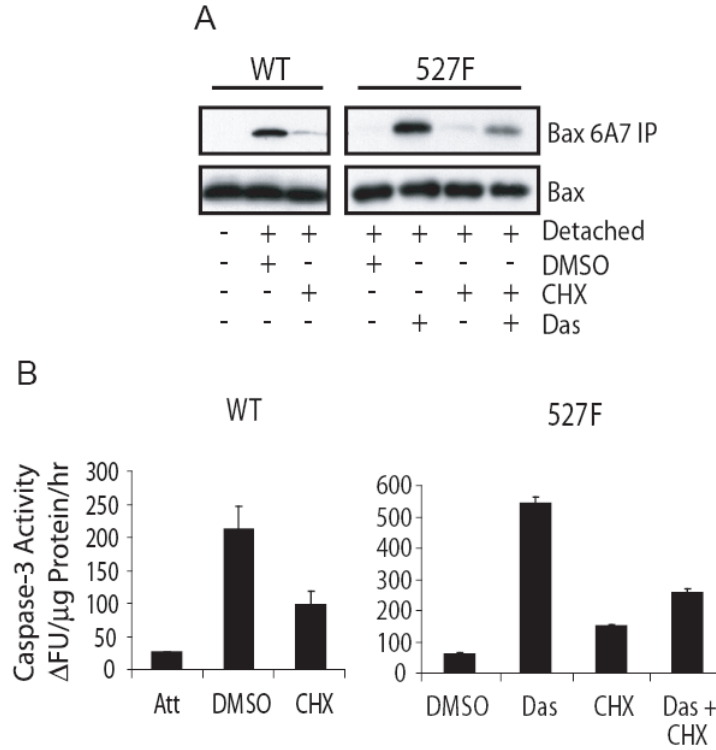 A
WT 527F
Bax 6A7 IP
Bax
- + + + + + + Detached
- + - + - - - DMSO
- - + - - + + CHX
- - - - + - + Das
B
WT 527F
Caspase-3 Activity
ΔFU/µg Protein/hr
300
250
200
150
100
50
0
Att DMSO CHX
600
500
400
300
200
100
0
DMSO Das CHX Das +
CHX